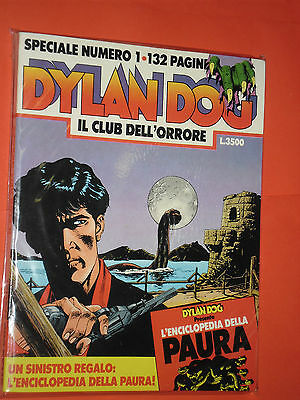 SPECIALE NUMERO 1 • 132 PAGINE
DYLAN DOG
IL CLUB DELL'ORRORE
L.3500
DYLAN DOG
Presenta
L'ENCICLOPEDIA DELLA
PAURA
UN SINISTRO REGALO:
L'ENCICLOPEDIA DELLA PAURA!